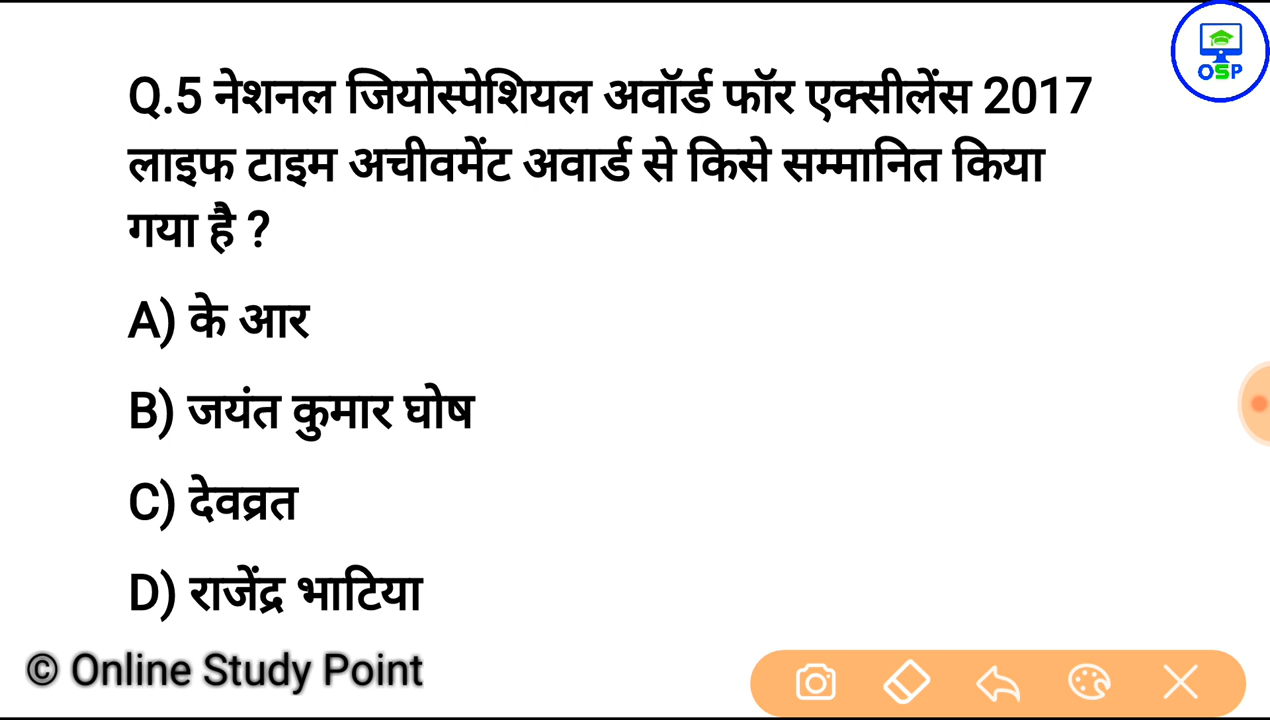 OSP
Q.5 नेशनल जियोस्पेशियल अवॉर्ड फॉर एक्सीलेंस 2017
लाइफ टाइम अचीवमेंट अवार्ड से किसे सम्मानित किया
गया है ?
A) के आर
B) जयंत कुमार घोष
C) देवव्रत
D) राजेंद्र भाटिया
© Online Study Point